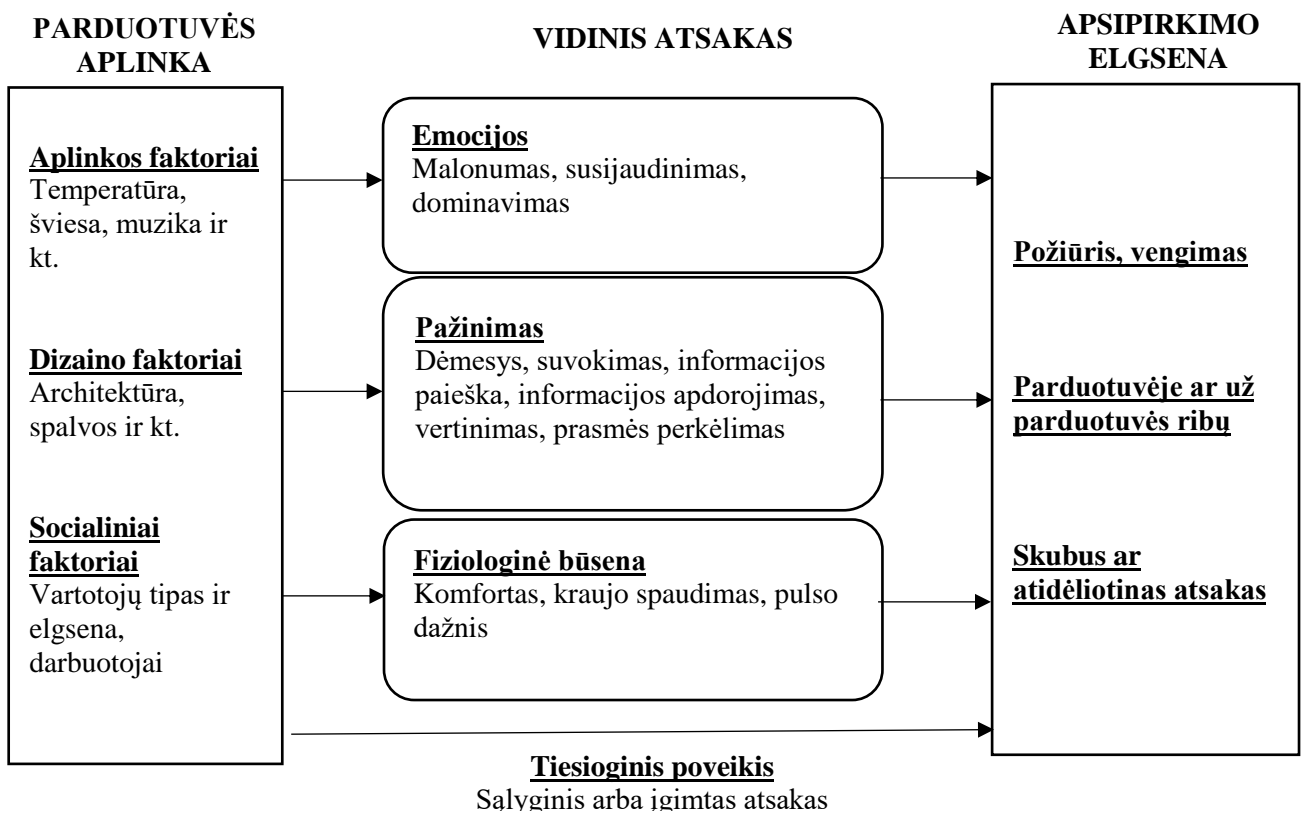 PARDUOTUVĖS
APLINKA
VIDINIS ATSAKAS
APSIPIRKIMO
ELGSENA
Aplinkos faktoriai
Temperatūra,
šviesa, muzika ir
kt.
Dizaino faktoriai
Architektūra,
spalvos ir kt.
Socialiniai
faktoriai
Vartotojų tipas ir
elgsena,
darbuotojai
Emocijos
Malonumas, susijaudinimas,
dominavimas
Pažinimas
Dėmesys, suvokimas, informacijos
paieška, informacijos apdorojimas,
vertinimas, prasmės perkėlimas
Fiziologinė būsena
Komfortas, kraujo spaudimas, pulso
dažnis
Požiūris, vengimas
Parduotuvėje ar už
parduotuvės ribų
Skubus ar
atidėliotinas atsakas
Tiesioginis poveikis
Sąlyginis arba įgimtas atsakas